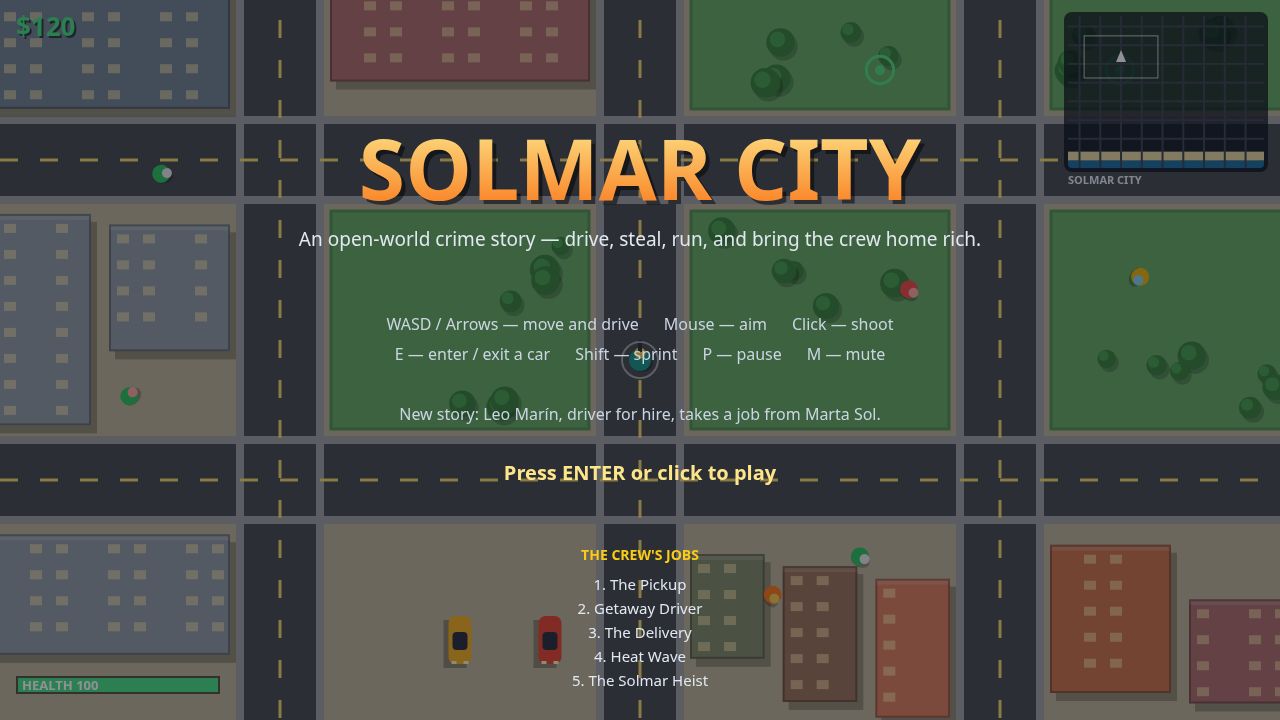 $120
SOLMAR CITY
SOLMAR CITY
An open-world crime story — drive, steal, run, and bring the crew home rich.
WASD / Arrows — move and drive Mouse — aim Click — shoot
E — enter / exit a car Shift — sprint P — pause M — mute
New story: Leo Marín, driver for hire, takes a job from Marta Sol.
Press ENTER or click to play
THE CREW'S JOBS
1. The Pickup
2. Getaway Driver
3. The Delivery
4. Heat Wave
5. The Solmar Heist
HEALTH 100